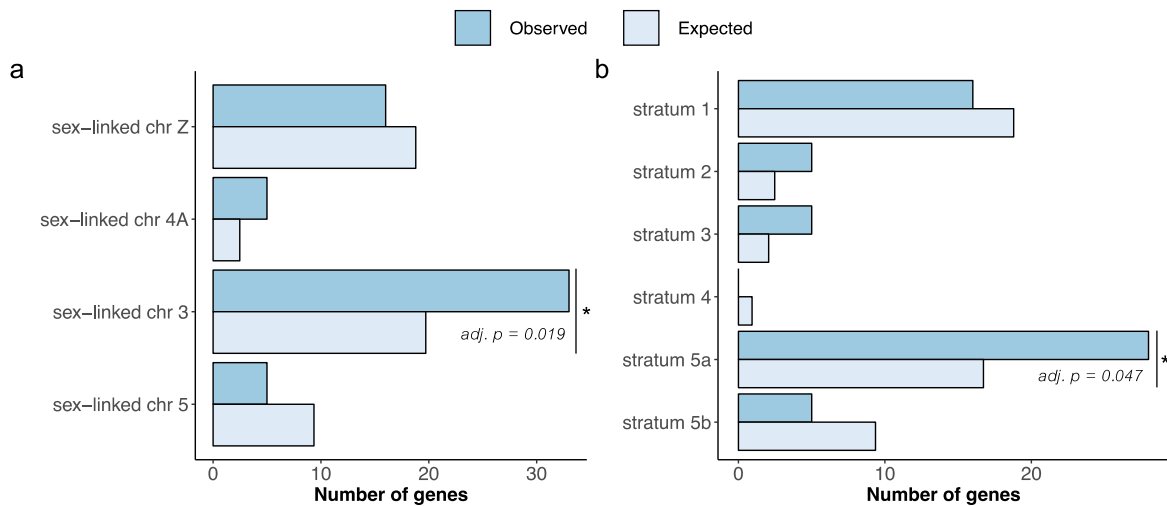 Observed
Expected
a
sex−linked chr Z
sex−linked chr 4A
sex−linked chr 3
sex−linked chr 5
adj. p = 0.019
*
0
10
20
30
Number of genes
b
stratum 1
stratum 2
stratum 3
stratum 4
stratum 5a
stratum 5b
adj. p = 0.047
*
0
10
20
Number of genes